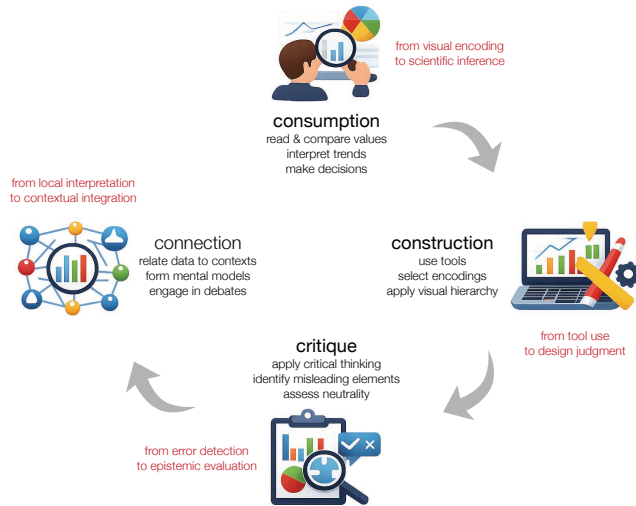 from visual encoding
to scientific inference
consumption
read & compare values
interpret trends
make decisions
from local interpretation
to contextual integration
connection
relate data to contexts
form mental models
engage in debates
construction
use tools
select encodings
apply visual hierarchy
from tool use
to design judgment
critique
apply critical thinking
identify misleading elements
assess neutrality
from error detection
to epistemic evaluation